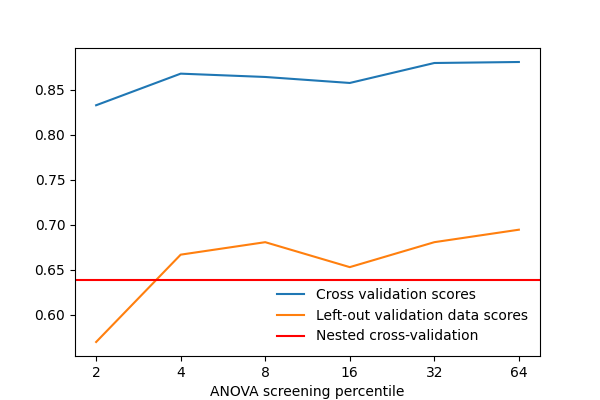 0.85
0.80
0.75
0.70
0.65
0.60
Cross validation scores
Left-out validation data scores
Nested cross-validation
2 4 8 16 32 64
ANOVA screening percentile